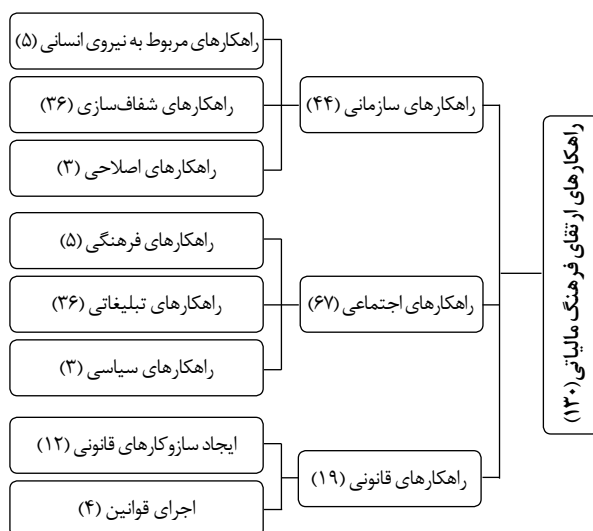 راهکارهای ارتقای فرهنگ مالیاتی (۱۳۰)
راهکارهای سازمانی (۴۴)
راهکارهای مربوط به نیروی انسانی (۵)
راهکارهای شفاف‌سازی (۳۶)
راهکارهای اصلاحی (۳)
راهکارهای اجتماعی (۶۷)
راهکارهای فرهنگی (۵)
راهکارهای تبلیغاتی (۳۶)
راهکارهای سیاسی (۳)
راهکارهای قانونی (۱۹)
ایجاد سازوکارهای قانونی (۱۲)
اجرای قوانین (۴)